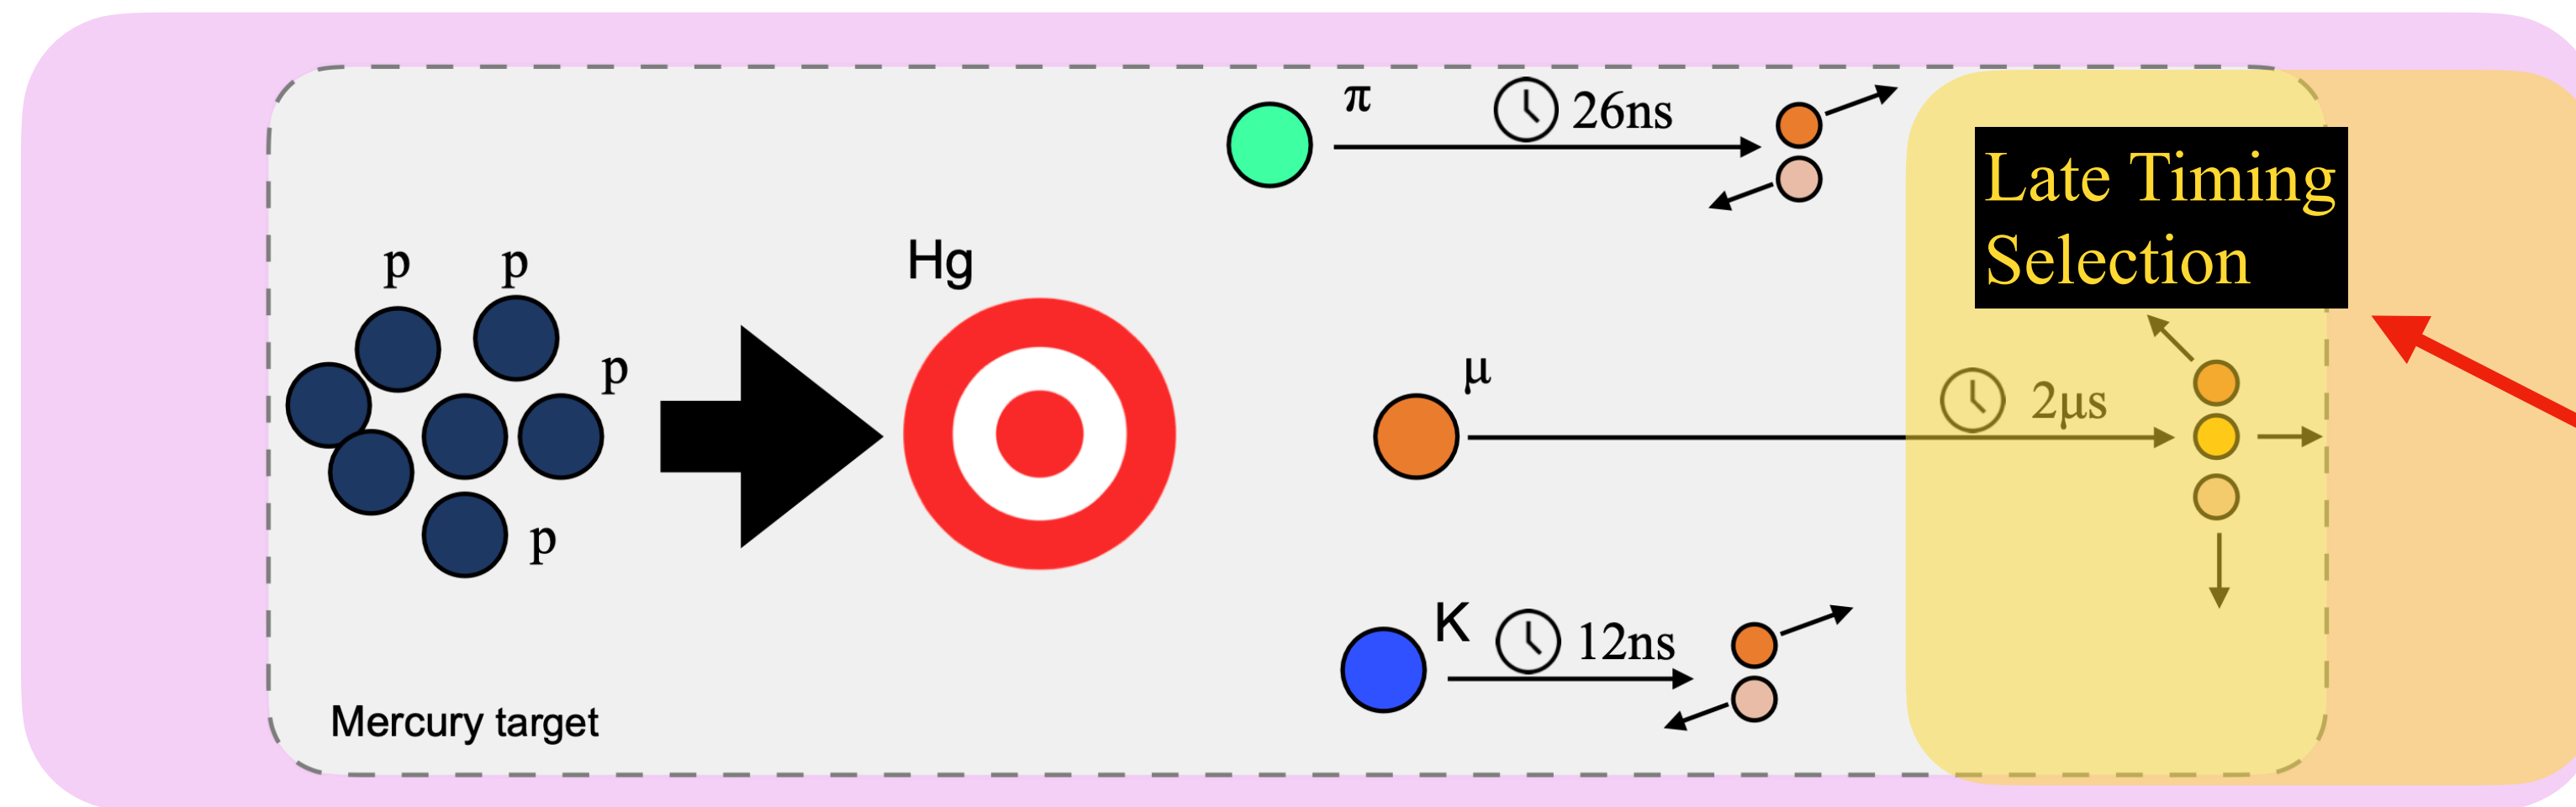 π
26ns
Late Timing
Selection
p
p
Hg
p
μ
2μs
p
K
12ns
Mercury target